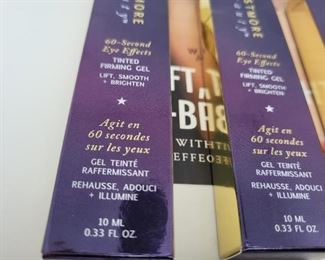 60-Second
Eye Effects
TINTED
FIRMING GEL
LIFT, SMOOTH
+ BRIGHTEN
Agit en
60 secondes
sur les yeux
GEL TEINTÉ
RAFFERMISSANT
REHAUSSE, ADOUCI
+ ILLUMINE
10 ML
0.33 FL OZ.
60-Second
Eye Effects
TINTED
FIRMING GEL
LIFT, SMOOTH
+ BRIGHTEN
Agit en
60 secondes
sur les yeux
GEL TEINTÉ
RAFFERMISSANT
REHAUSSE, ADOUCI
+ ILLUMINE
10 ML
0.33 FL. OZ.